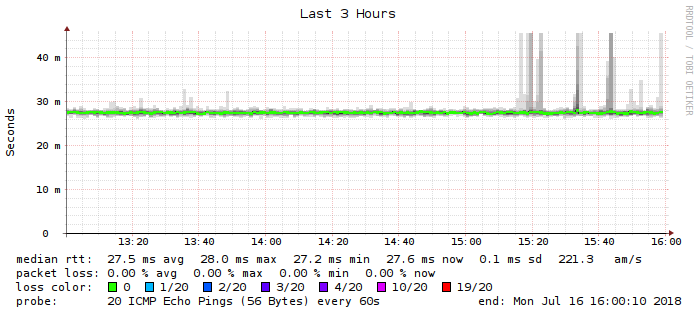 Last 3 Hours
RRDTOOL / TOBI OETIKER
Seconds
40 m
30 m
20 m
10 m
0
13:20 13:40 14:00 14:20 14:40 15:00 15:20 15:40 16:00
median rtt: 27.5 ms avg 28.0 ms max 27.2 ms min 27.6 ms now 0.1 ms sd 221.3 am/s
packet loss: 0.00 % avg 0.00 % max 0.00 % min 0.00 % now
loss color: 0 1/20 2/20 3/20 4/20 10/20 19/20
probe: 20 ICMP Echo Pings (56 Bytes) every 60s end: Mon Jul 16 16:00:10 2018